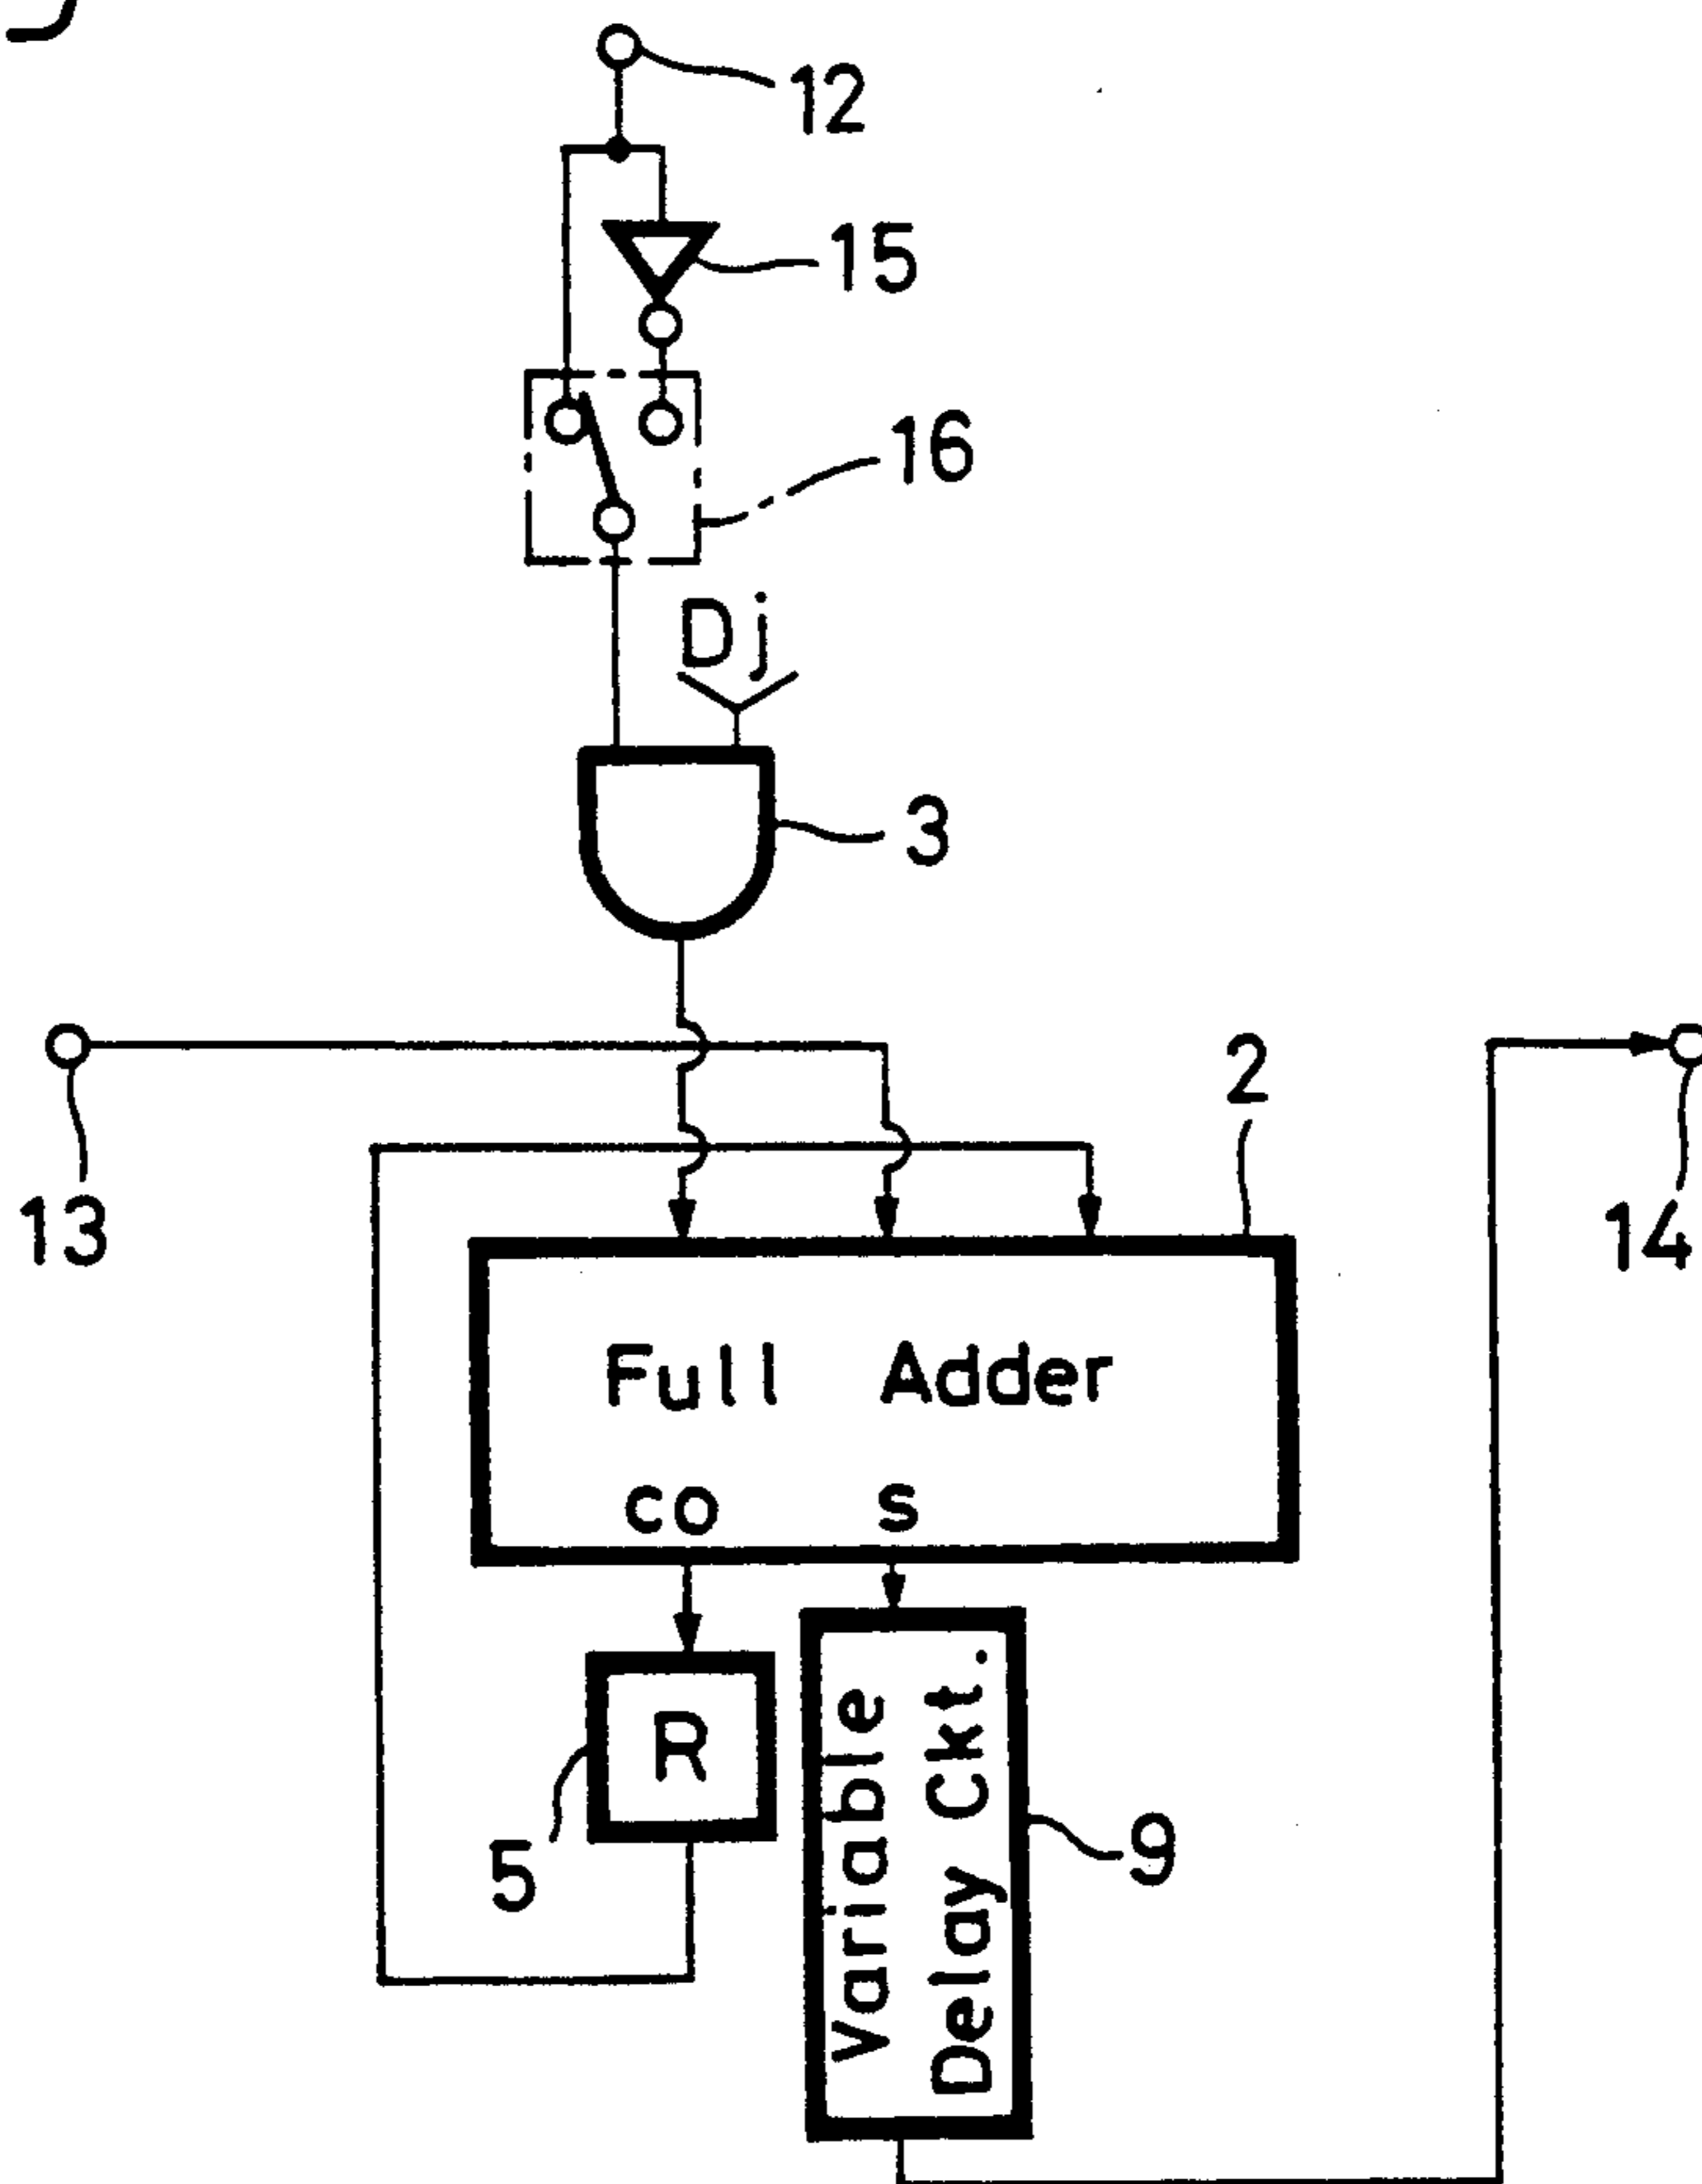 12
15
16
Dj
3
2
13
14
Full Adder
co s
R
5
Variable
Delay Ckt.
9